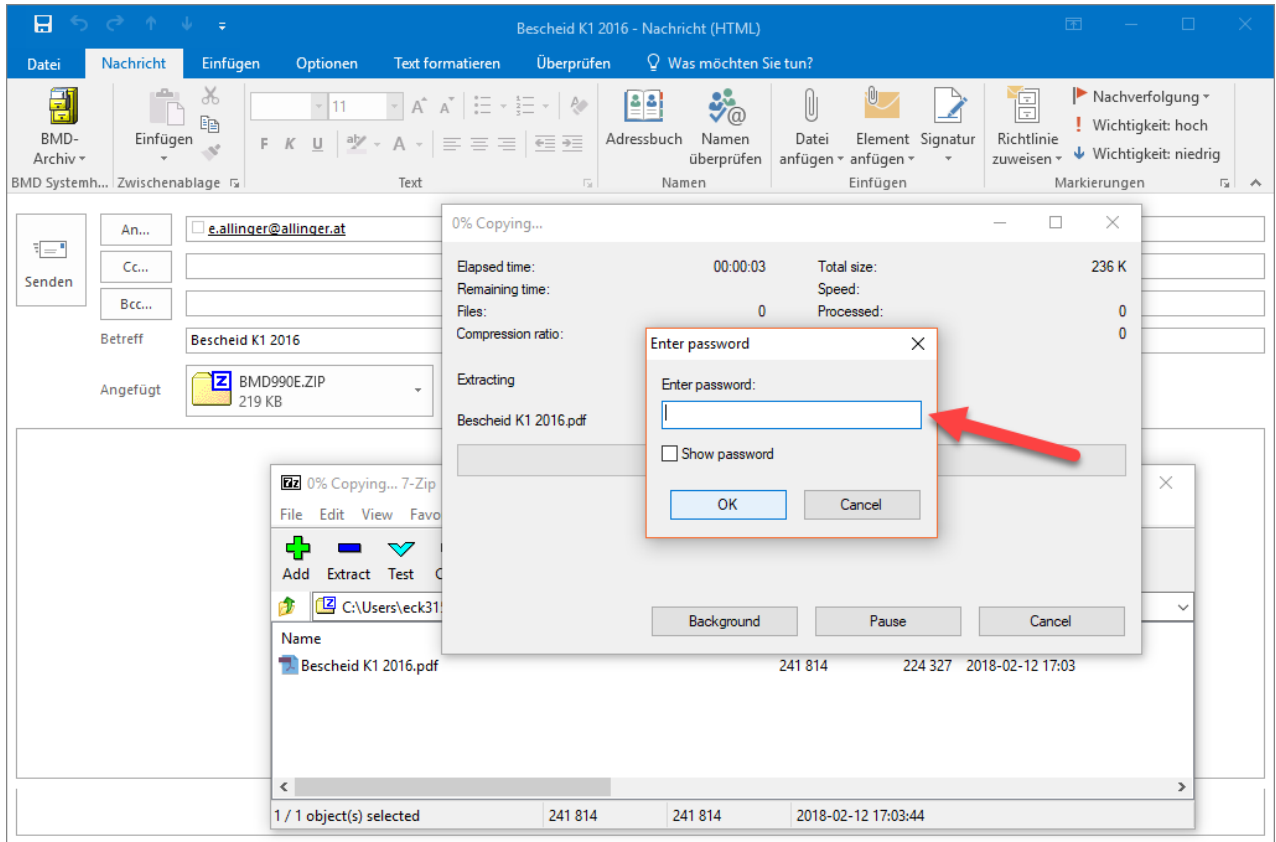 Bescheid K1 2016 - Nachricht (HTML)
Datei Nachricht Einfügen Optionen Text formatieren Überprüfen Was möchten Sie tun?
BMD-
Archiv
BMD Systemh...
Einfügen
Zwischenablage
11
F K U
Text
Adressbuch
Namen
überprüfen
Namen
Datei
anfügen
Element
anfügen
Signatur
Einfügen
Richtlinie
zuweisen
Nachverfolgung
Wichtigkeit: hoch
Wichtigkeit: niedrig
Markierungen
Senden
An... e.allinger@allinger.at
Cc...
Bcc...
Betreff Bescheid K1 2016
Angefügt
BMD990E.ZIP
219 KB
0% Copying...
Elapsed time: 00:00:03 Total size: 236 K
Remaining time: Speed:
Files: 0 Processed: 0
Compression ratio: 0
Extracting
Bescheid K1 2016.pdf
Enter password
Enter password:
Show password
OK Cancel
Background Pause Cancel
0% Copying... 7-Zip
File Edit View Favo
Add Extract Test
C:\Users\eck31
Name
Bescheid K1 2016.pdf 241 814 224 327 2018-02-12 17:03
1 / 1 object(s) selected 241 814 241 814 2018-02-12 17:03:44